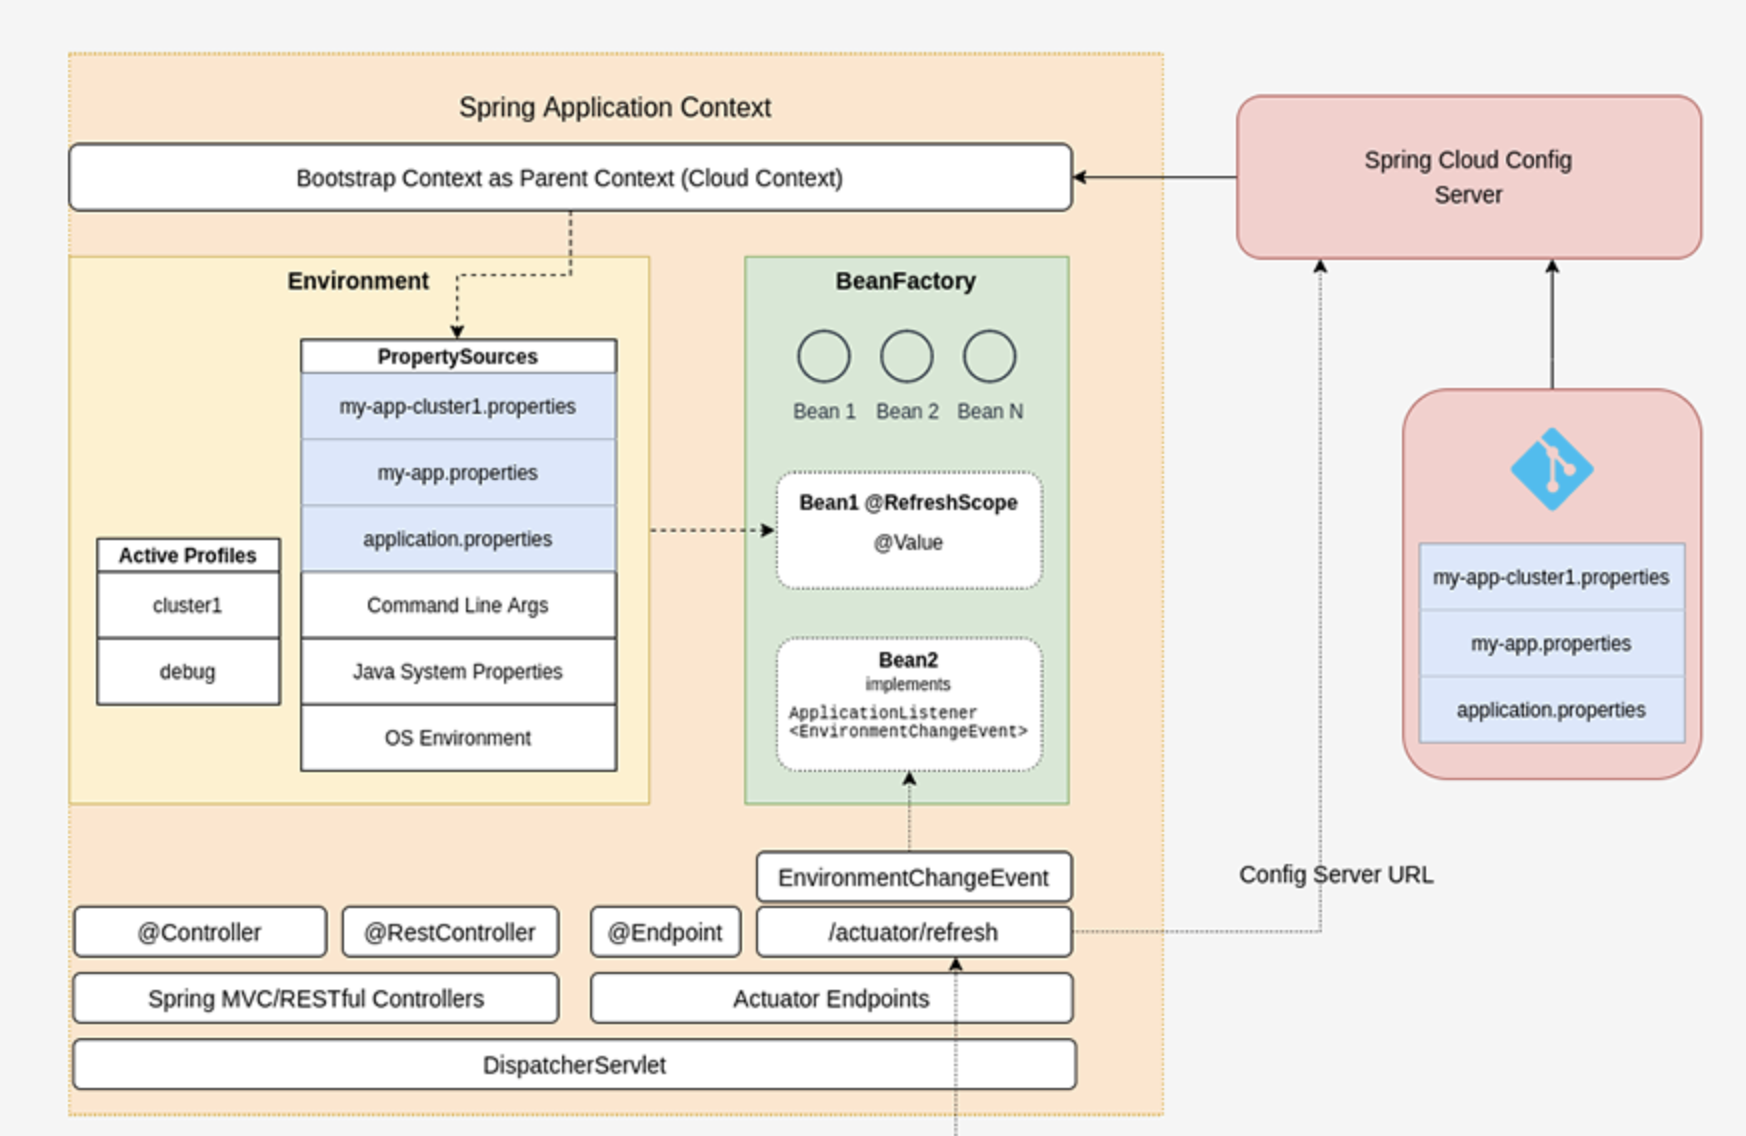 Spring Application Context
Bootstrap Context as Parent Context (Cloud Context)
Spring Cloud Config
Server
Environment
PropertySources
my-app-cluster1.properties
my-app.properties
application.properties
Command Line Args
Java System Properties
OS Environment
Active Profiles
cluster1
debug
BeanFactory
Bean 1 Bean 2 Bean N
Bean1 @RefreshScope
@Value
Bean2
implements
ApplicationListener
<EnvironmentChangeEvent>
my-app-cluster1.properties
my-app.properties
application.properties
EnvironmentChangeEvent
Config Server URL
@Controller
@RestController
@Endpoint
/actuator/refresh
Spring MVC/RESTful Controllers
Actuator Endpoints
DispatcherServlet